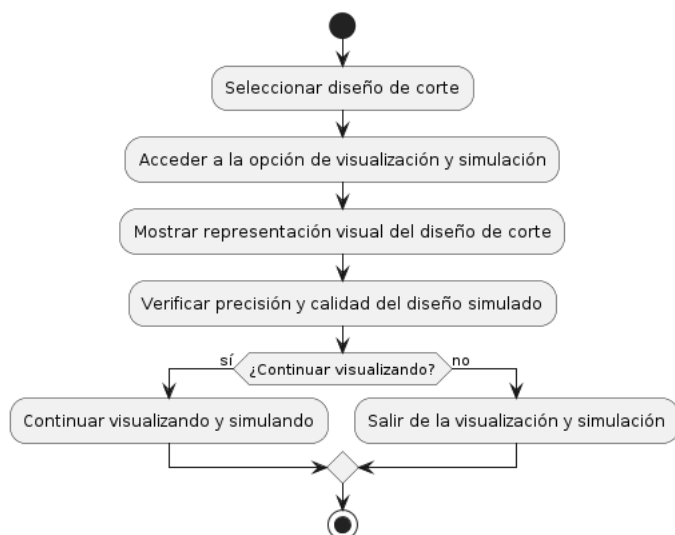 Seleccionar diseño de corte
Acceder a la opción de visualización y simulación
Mostrar representación visual del diseño de corte
Verificar precisión y calidad del diseño simulado
sí
¿Continuar visualizando?
no
Continuar visualizando y simulando
Salir de la visualización y simulación